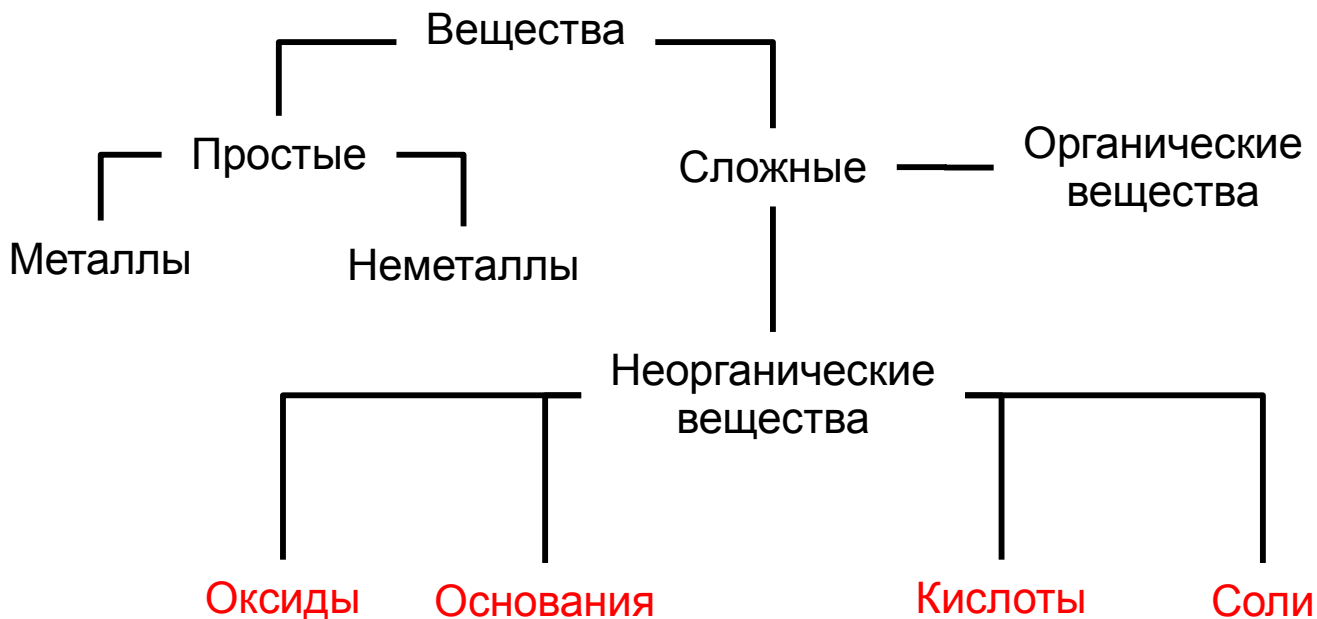 Вещества
Простые
Сложные
Органические
вещества
Металлы
Неметаллы
Неорганические
вещества
Оксиды
Основания
Кислоты
Соли